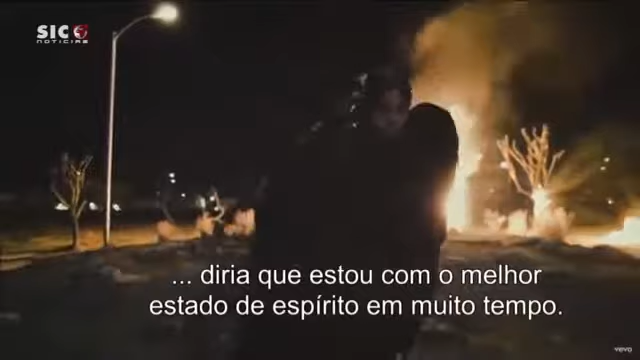 SIC
NOTÍCIAS
... diria que estou com o melhor
estado de espírito em muito tempo.
vevo